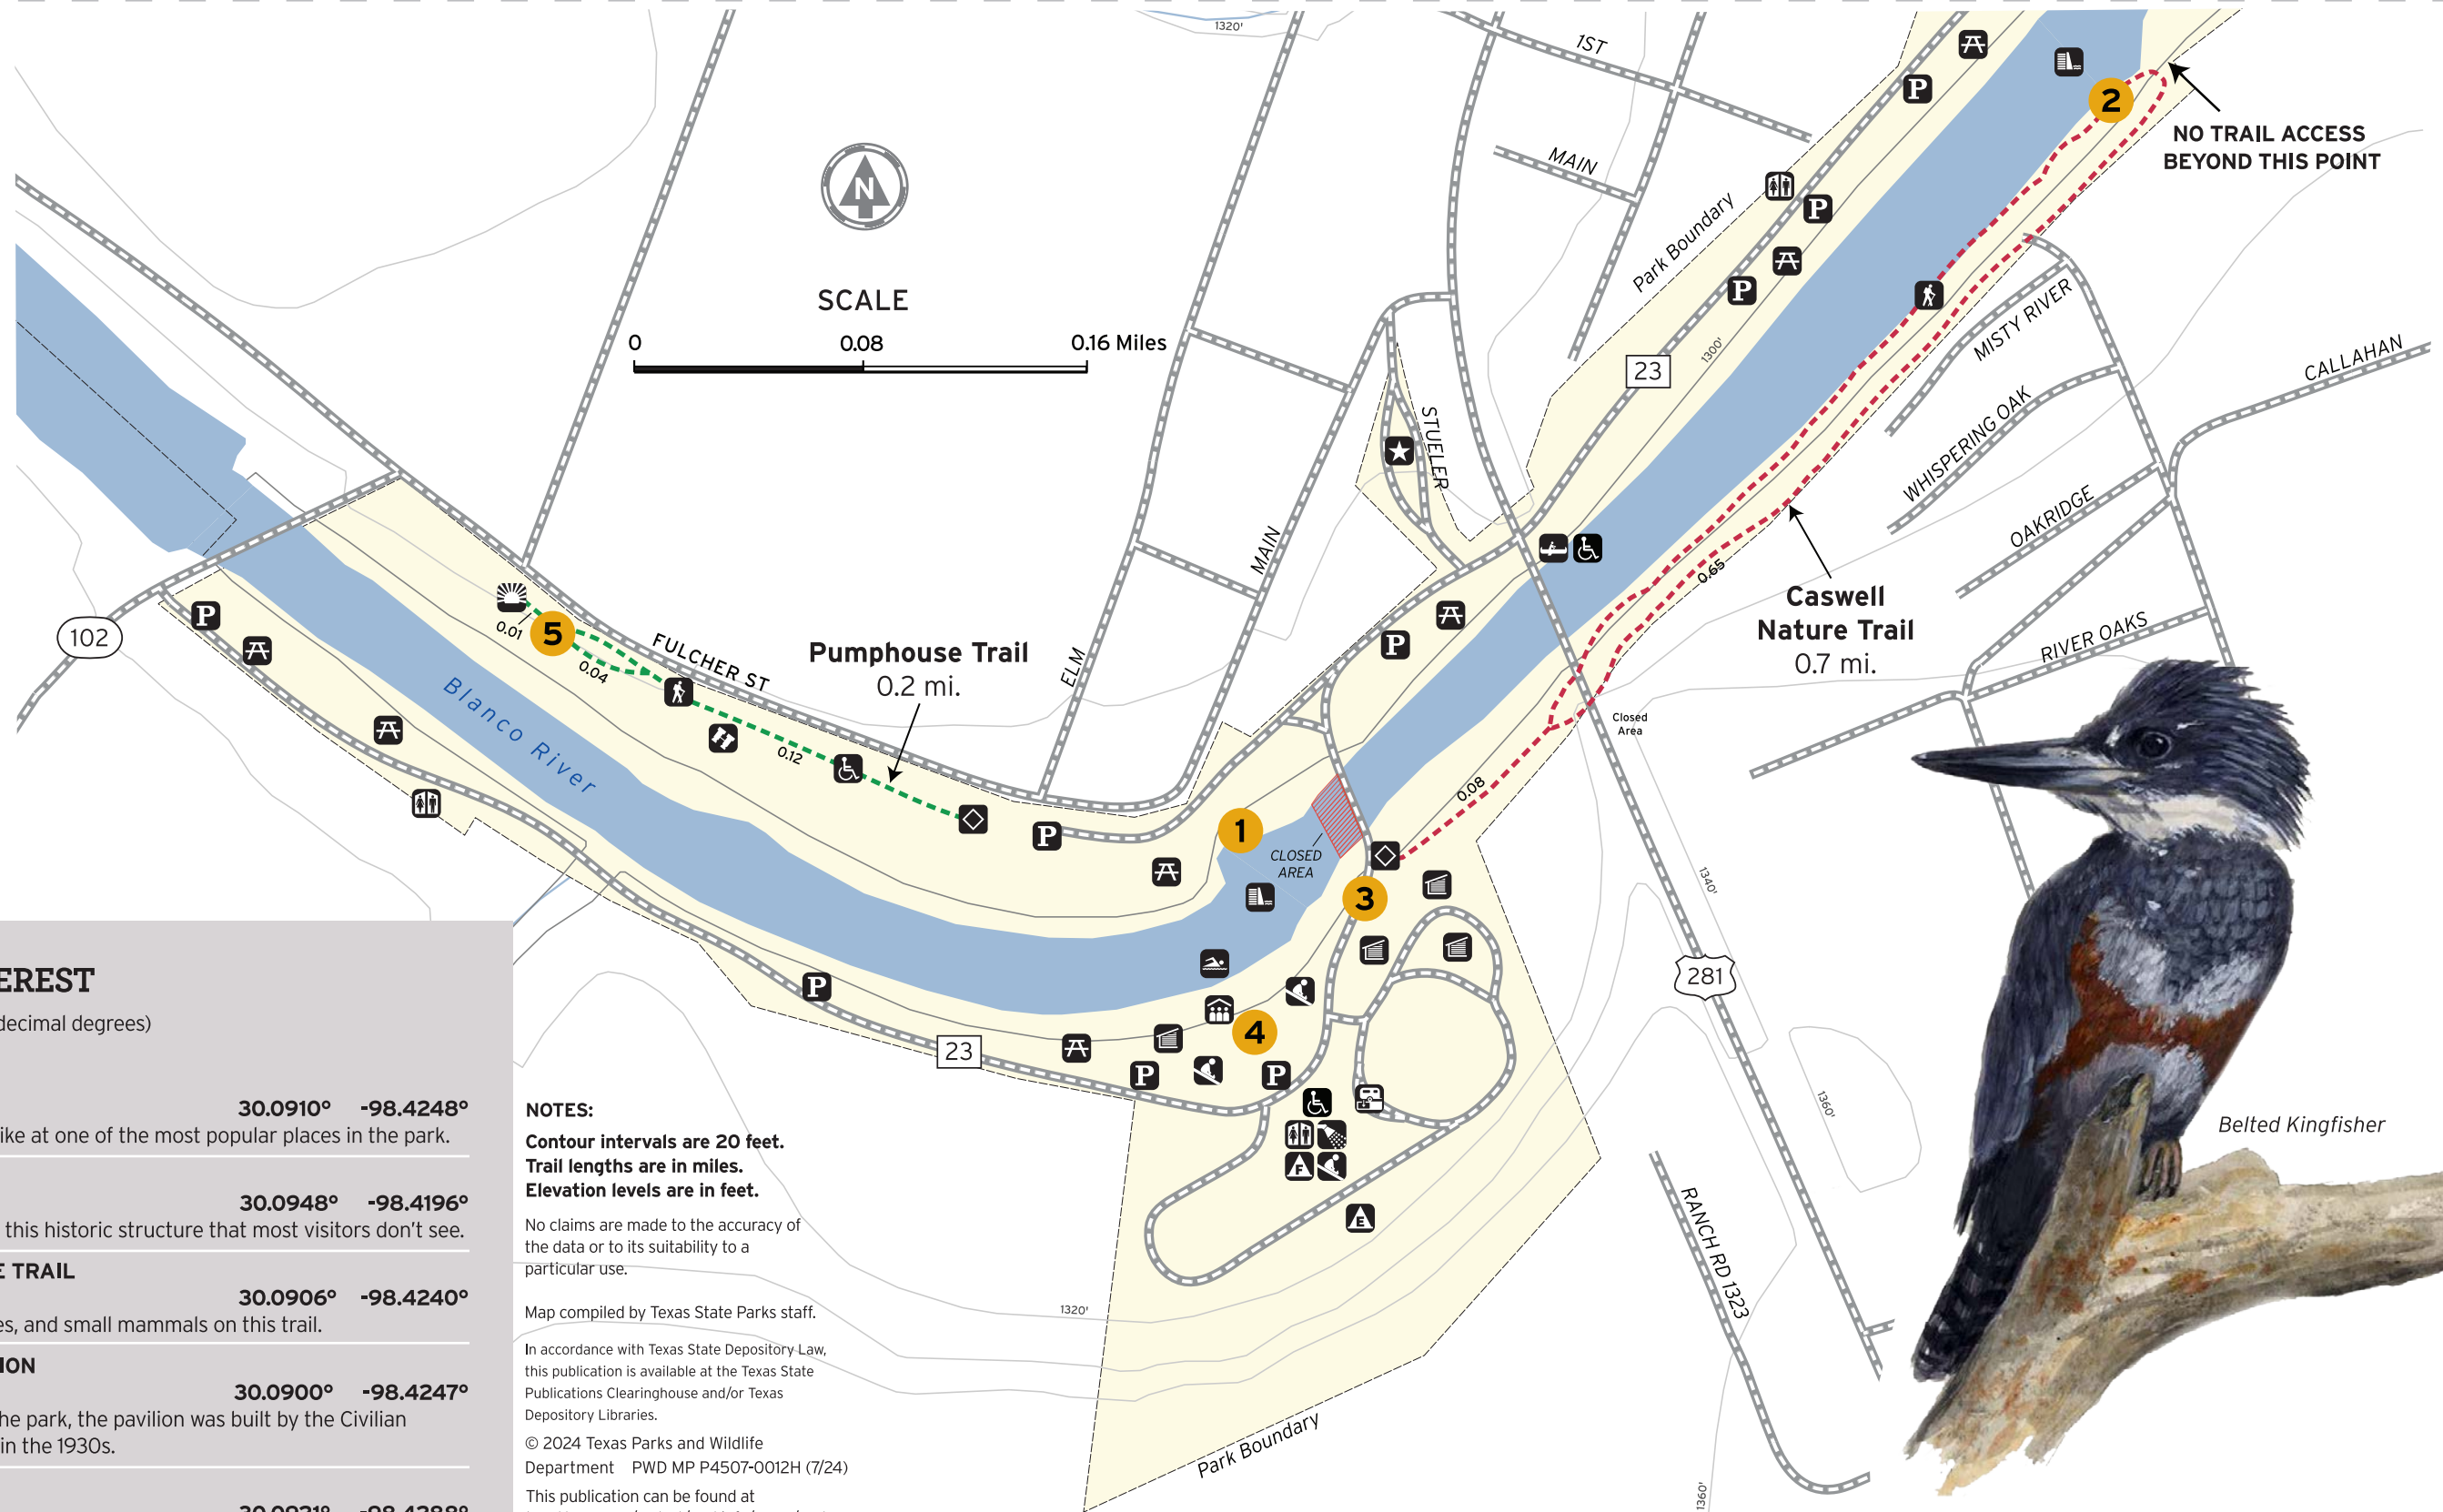 1320'
1ST
MAIN
Park Boundary
2
NO TRAIL ACCESS
BEYOND THIS POINT
N
SCALE
0 0.08 0.16 Miles
P
P
P
23
1300'
MISTY RIVER
CALLAHAN
WHISPERING OAK
OAKRIDGE
RIVER OAKS
STUELER
MAIN
ELM
102
P
0.01
5
0.04
FULCHER ST
Pumphouse Trail
0.2 mi.
0.12
Blanco River
P
P
0.65
Caswell
Nature Trail
0.7 mi.
Closed
Area
0.08
1
CLOSED
AREA
3
1340'
281
4
P
23
P
P
F
E
1360'
Belted Kingfisher
RANCH RD 1323
1320'
Park Boundary
1360'
EREST
decimal degrees)
30.0910° -98.4248°
ike at one of the most popular places in the park.
30.0948° -98.4196°
this historic structure that most visitors don't see.
E TRAIL
30.0906° -98.4240°
es, and small mammals on this trail.
ION
30.0900° -98.4247°
he park, the pavilion was built by the Civilian
in the 1930s.
NOTES:
Contour intervals are 20 feet.
Trail lengths are in miles.
Elevation levels are in feet.
No claims are made to the accuracy of
the data or to its suitability to a
particular use.
Map compiled by Texas State Parks staff.
In accordance with Texas State Depository Law,
this publication is available at the Texas State
Publications Clearinghouse and/or Texas
Depository Libraries.
© 2024 Texas Parks and Wildlife
Department PWD MP P4507-0012H (7/24)
This publication can be found at